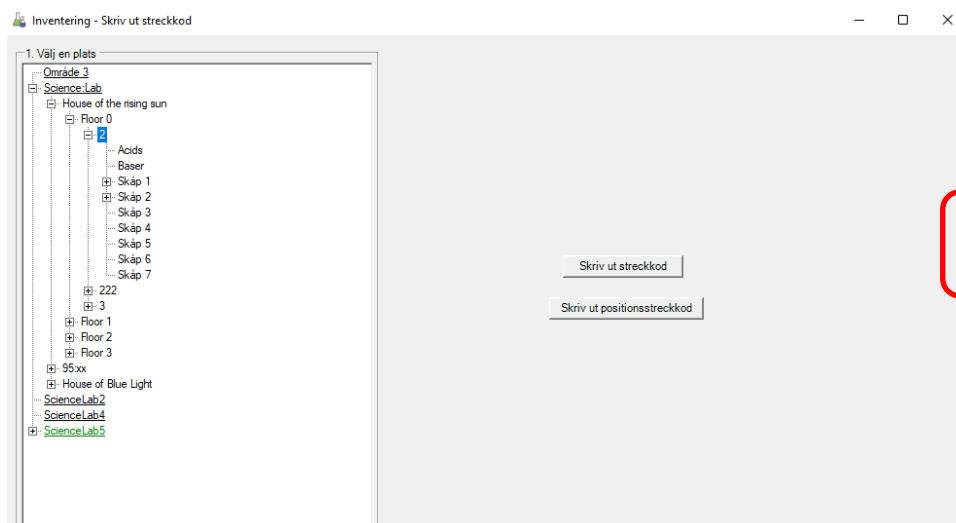 Inventering - Skriv ut streckkod
1. Välj en plats
Område 3
Science:Lab
House of the rising sun
Floor 0
2
Acids
Baser
Skåp 1
Skåp 2
Skåp 3
Skåp 4
Skåp 5
Skåp 6
Skåp 7
222
3
Floor 1
Floor 2
Floor 3
95:xx
House of Blue Light
ScienceLab2
ScienceLab4
ScienceLab5
Skriv ut streckkod
Skriv ut positionsstreckkod